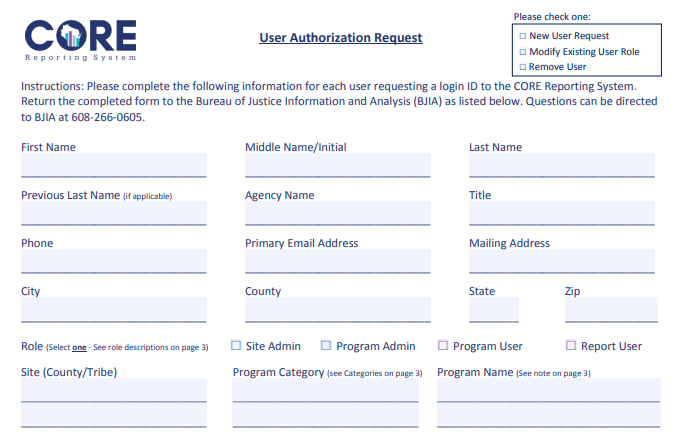 CORE
Reporting System
User Authorization Request
Please check one:
New User Request
Modify Existing User Role
Remove User
Instructions: Please complete the following information for each user requesting a login ID to the CORE Reporting System.
Return the completed form to the Bureau of Justice Information and Analysis (BJIA) as listed below. Questions can be directed
to BJIA at 608-266-0605.
First Name Middle Name/Initial Last Name
Previous Last Name (if applicable) Agency Name Title
Phone Primary Email Address Mailing Address
City County State Zip
Role (Select one - See role descriptions on page 3) Site Admin Program Admin Program User Report User
Site (County/Tribe) Program Category (see Categories on page 3) Program Name (See note on page 3)